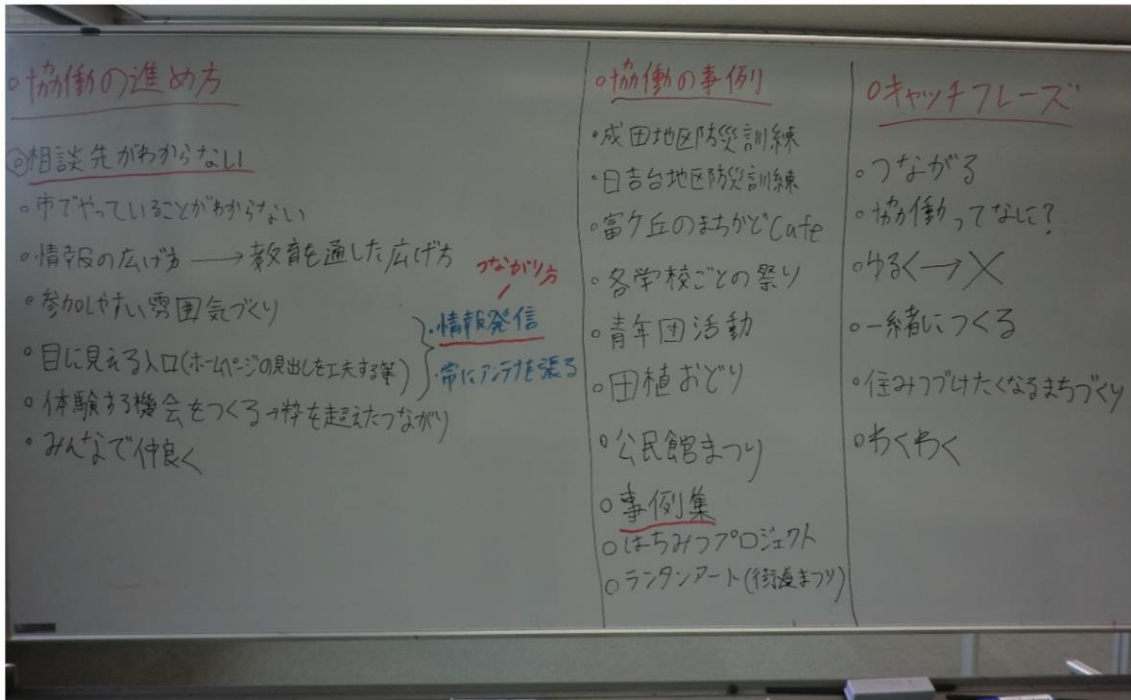 ○協働の進め方
◎相談先がわからない
○市でやっていることがわからない
○情報の広げ方 → 教育を通した広げ方
○参加しやすい雰囲気づくり
○目に見える入口(ホームページの見出しを工夫する等)
○体験する機会をつくる→枠を超えたつながり
○みんなで仲良く
つながり方
・情報発信
・常にアンテナを張る
○協働の事例
・成田地区防災訓練
・日吉台地区防災訓練
○富ケ丘のまちかどCafe
○各学校ごとの祭り
○青年団活動
○田植おどり
○公民館まつり
○事例集
○はちみつプロジェクト
○ランタンアート(街道まつり)
○キャッチフレーズ
○つながる
○協働ってなに?
○ゆるく→×
○一緒につくる
○住みつづけたくなるまちづくり
○わくわく